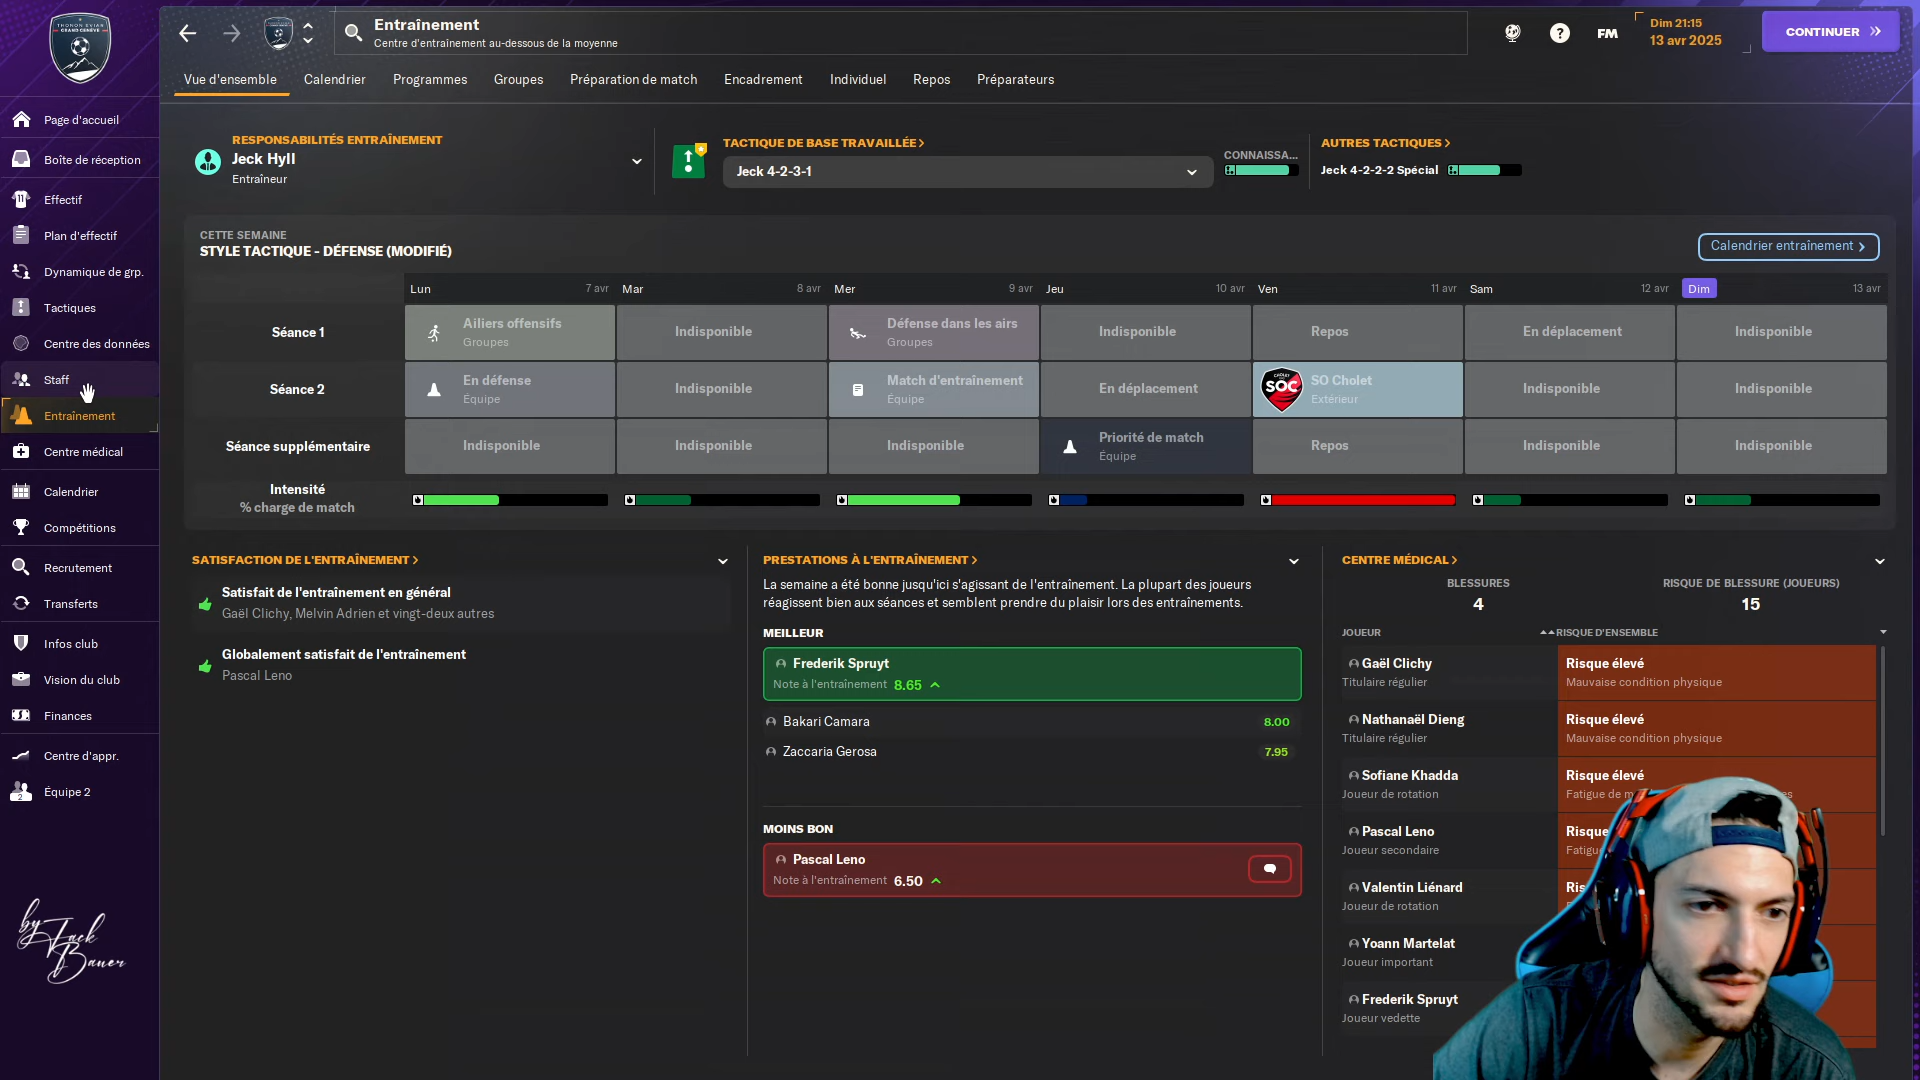 THONON EVIAN
GRAND GENÈVE
Page d'accueil
Boîte de réception
Effectif
Plan d'effectif
Dynamique de grp.
Tactiques
Centre des données
Staff
Entraînement
Centre médical
Calendrier
Compétitions
Recrutement
Transferts
Infos club
Vision du club
Finances
Centre d'appr.
2
Équipe 2
by Jack
Bauer
Entraînement
Centre d'entraînement au-dessous de la moyenne
?
FM
Dim 21:15
13 avr 2025
CONTINUER
Vue d'ensemble
Calendrier
Programmes
Groupes
Préparation de match
Encadrement
Individuel
Repos
Préparateurs
RESPONSABILITÉS ENTRAÎNEMENT
Jeck Hyll
Entraîneur
TACTIQUE DE BASE TRAVAILLÉE >
Jeck 4-2-3-1
CONNAISSA...
AUTRES TACTIQUES >
Jeck 4-2-2-2 Spécial
CETTE SEMAINE
STYLE TACTIQUE - DÉFENSE (MODIFIÉ)
Calendrier entraînement >
Lun 7 avr Mar 8 avr Mer 9 avr Jeu 10 avr Ven 11 avr Sam 12 avr Dim 13 avr
Séance 1
Ailiers offensifs
Groupes
Indisponible
Défense dans les airs
Groupes
Indisponible
Repos
En déplacement
Indisponible
Séance 2
En défense
Équipe
Indisponible
Match d'entraînement
Équipe
En déplacement
SOC
SO Cholet
Extérieur
Indisponible
Indisponible
Séance supplémentaire
Indisponible
Indisponible
Indisponible
Priorité de match
Équipe
Repos
Indisponible
Indisponible
Intensité
% charge de match
SATISFACTION DE L'ENTRAÎNEMENT >
Satisfait de l'entraînement en général
Gaël Clichy, Melvin Adrien et vingt-deux autres
Globalement satisfait de l'entraînement
Pascal Leno
PRESTATIONS À L'ENTRAÎNEMENT >
La semaine a été bonne jusqu'ici s'agissant de l'entraînement. La plupart des joueurs
réagissent bien aux séances et semblent prendre du plaisir lors des entraînements.
MEILLEUR
Frederik Spruyt
Note à l'entraînement 8.65
Bakari Camara 8.00
Zaccaria Gerosa 7.95
MOINS BON
Pascal Leno
Note à l'entraînement 6.50
CENTRE MÉDICAL >
BLESSURES
4
RISQUE DE BLESSURE (JOUEURS)
15
JOUEUR
RISQUE D'ENSEMBLE
Gaël Clichy
Titulaire régulier
Risque élevé
Mauvaise condition physique
Nathanaël Dieng
Titulaire régulier
Risque élevé
Mauvaise condition physique
Sofiane Khadda
Joueur de rotation
Risque élevé
Fatigue de
Pascal Leno
Joueur secondaire
Risque
Valentin Liénard
Joueur de rotation
Yoann Martelat
Joueur important
Frederik Spruyt
Joueur vedette